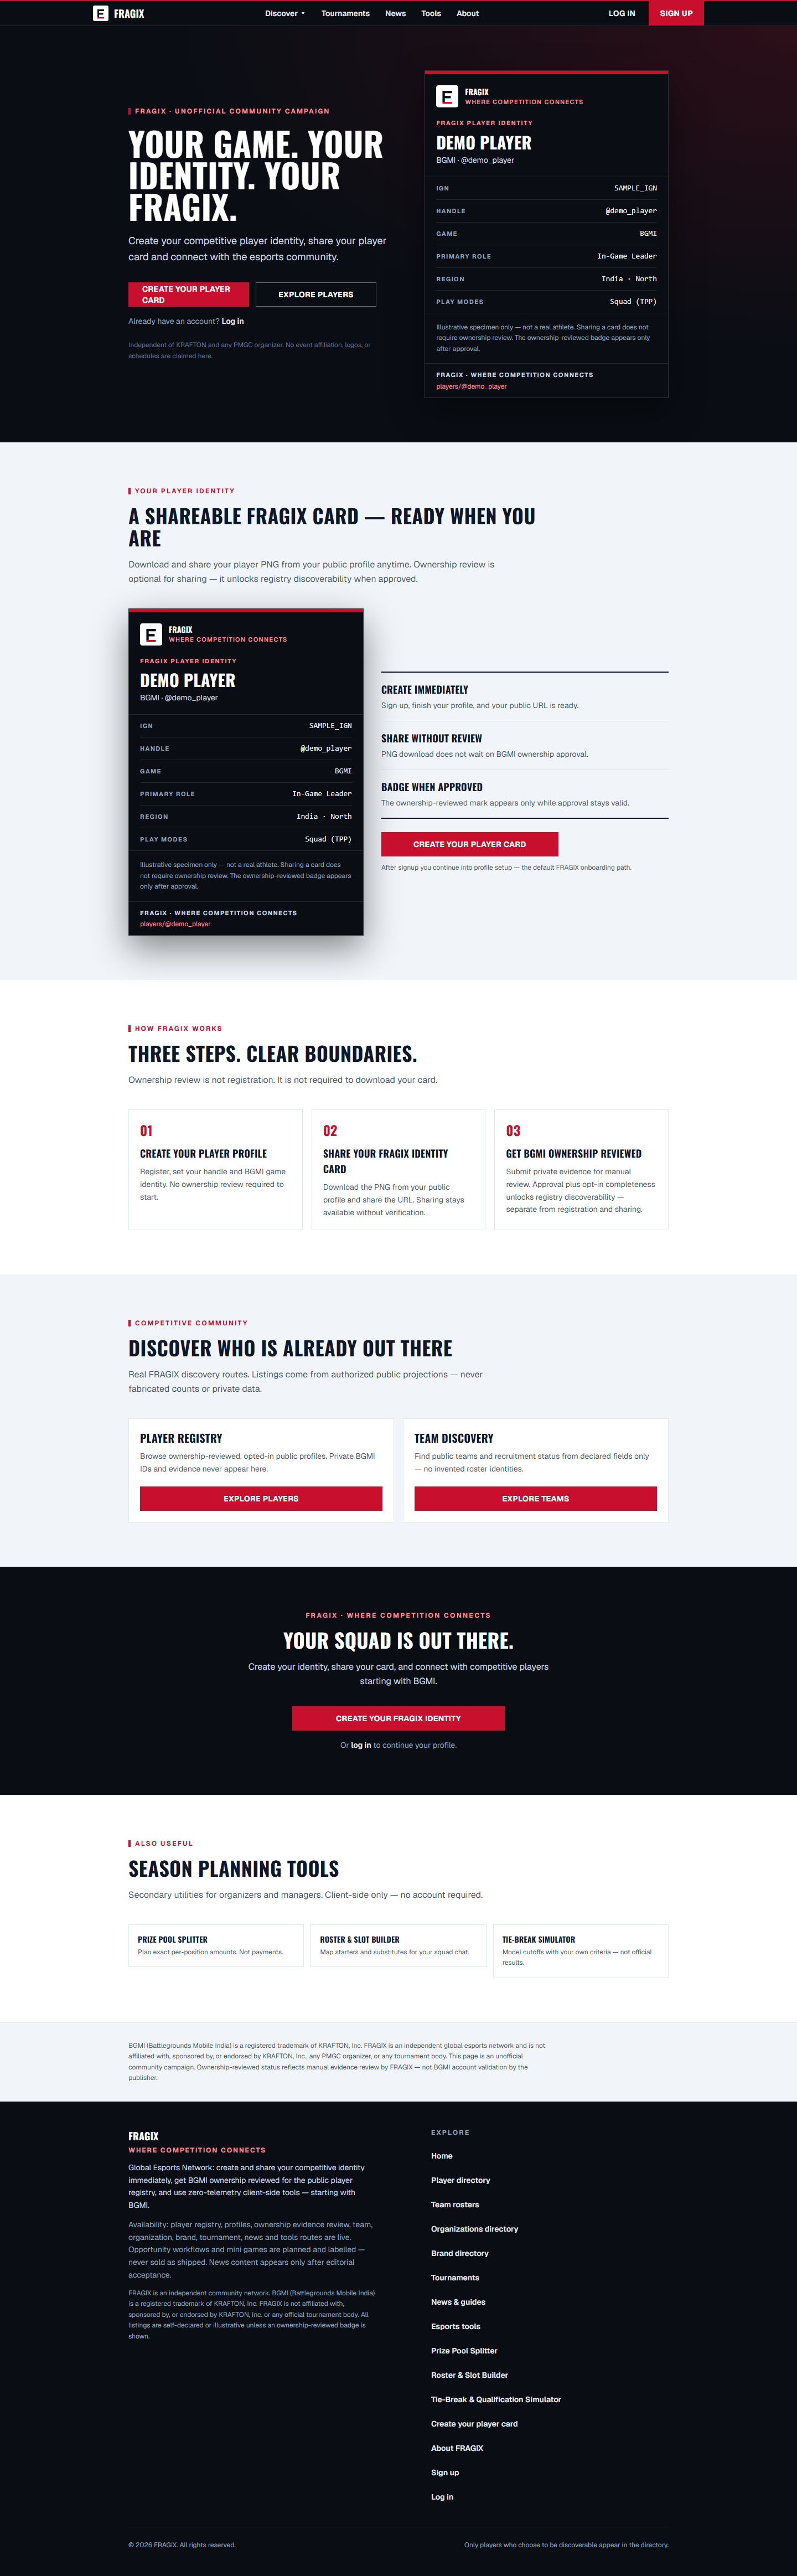 E FRAGIX
Discover
Tournaments
News
Tools
About
LOG IN
SIGN UP
FRAGIX · UNOFFICIAL COMMUNITY CAMPAIGN
YOUR GAME. YOUR
IDENTITY. YOUR
FRAGIX.
Create your competitive player identity, share your player
card and connect with the esports community.
CREATE YOUR PLAYER
CARD
EXPLORE PLAYERS
Already have an account? Log in
Independent of KRAFTON and any PMGC organizer. No event affiliation, logos, or
schedules are claimed here.
E
FRAGIX
WHERE COMPETITION CONNECTS
FRAGIX PLAYER IDENTITY
DEMO PLAYER
BGMI · @demo_player
IGN SAMPLE_IGN
HANDLE @demo_player
GAME BGMI
PRIMARY ROLE In-Game Leader
REGION India · North
PLAY MODES Squad (TPP)
Illustrative specimen only — not a real athlete. Sharing a card does not
require ownership review. The ownership-reviewed badge appears only
after approval.
FRAGIX · WHERE COMPETITION CONNECTS
players/@demo_player
YOUR PLAYER IDENTITY
A SHAREABLE FRAGIX CARD — READY WHEN YOU
ARE
Download and share your player PNG from your public profile anytime. Ownership review is
optional for sharing — it unlocks registry discoverability when approved.
E
FRAGIX
WHERE COMPETITION CONNECTS
FRAGIX PLAYER IDENTITY
DEMO PLAYER
BGMI · @demo_player
IGN SAMPLE_IGN
HANDLE @demo_player
GAME BGMI
PRIMARY ROLE In-Game Leader
REGION India · North
PLAY MODES Squad (TPP)
Illustrative specimen only — not a real athlete. Sharing a card does
not require ownership review. The ownership-reviewed badge appears
only after approval.
FRAGIX · WHERE COMPETITION CONNECTS
players/@demo_player
CREATE IMMEDIATELY
Sign up, finish your profile, and your public URL is ready.
SHARE WITHOUT REVIEW
PNG download does not wait on BGMI ownership approval.
BADGE WHEN APPROVED
The ownership-reviewed mark appears only while approval stays valid.
CREATE YOUR PLAYER CARD
After signup you continue into profile setup — the default FRAGIX onboarding path.
HOW FRAGIX WORKS
THREE STEPS. CLEAR BOUNDARIES.
Ownership review is not registration. It is not required to download your card.
01
CREATE YOUR PLAYER PROFILE
Register, set your handle and BGMI game
identity. No ownership review required to
start.
02
SHARE YOUR FRAGIX IDENTITY
CARD
Download the PNG from your public
profile and share the URL. Sharing stays
available without verification.
03
GET BGMI OWNERSHIP REVIEWED
Submit private evidence for manual
review. Approval plus opt-in completeness
unlocks registry discoverability —
separate from registration and sharing.
COMPETITIVE COMMUNITY
DISCOVER WHO IS ALREADY OUT THERE
Real FRAGIX discovery routes. Listings come from authorized public projections — never
fabricated counts or private data.
PLAYER REGISTRY
Browse ownership-reviewed, opted-in public profiles. Private BGMI
IDs and evidence never appear here.
EXPLORE PLAYERS
TEAM DISCOVERY
Find public teams and recruitment status from declared fields only
— no invented roster identities.
EXPLORE TEAMS
FRAGIX · WHERE COMPETITION CONNECTS
YOUR SQUAD IS OUT THERE.
Create your identity, share your card, and connect with competitive players
starting with BGMI.
CREATE YOUR FRAGIX IDENTITY
Or log in to continue your profile.
ALSO USEFUL
SEASON PLANNING TOOLS
Secondary utilities for organizers and managers. Client-side only — no account required.
PRIZE POOL SPLITTER
Plan exact per-position amounts. Not payments.
ROSTER & SLOT BUILDER
Map starters and substitutes for your squad chat.
TIE-BREAK SIMULATOR
Model cutoffs with your own criteria — not official
results.
BGMI (Battlegrounds Mobile India) is a registered trademark of KRAFTON, Inc. FRAGIX is an independent global esports network and is not
affiliated with, sponsored by, or endorsed by KRAFTON, Inc., any PMGC organizer, or any tournament body. This page is an unofficial
community campaign. Ownership-reviewed status reflects manual evidence review by FRAGIX — not BGMI account validation by the
publisher.
FRAGIX
WHERE COMPETITION CONNECTS
Global Esports Network: create and share your competitive identity
immediately, get BGMI ownership reviewed for the public player
registry, and use zero-telemetry client-side tools — starting with
BGMI.
Availability: player registry, profiles, ownership evidence review, team,
organization, brand, tournament, news and tools routes are live.
Opportunity workflows and mini games are planned and labelled —
never sold as shipped. News content appears only after editorial
acceptance.
FRAGIX is an independent community network. BGMI (Battlegrounds Mobile India)
is a registered trademark of KRAFTON, Inc. FRAGIX is not affiliated with,
sponsored by, or endorsed by KRAFTON, Inc. or any official tournament body. All
listings are self-declared or illustrative unless an ownership-reviewed badge is
shown.
EXPLORE
Home
Player directory
Team rosters
Organizations directory
Brand directory
Tournaments
News & guides
Esports tools
Prize Pool Splitter
Roster & Slot Builder
Tie-Break & Qualification Simulator
Create your player card
About FRAGIX
Sign up
Log in
© 2026 FRAGIX. All rights reserved.
Only players who choose to be discoverable appear in the directory.